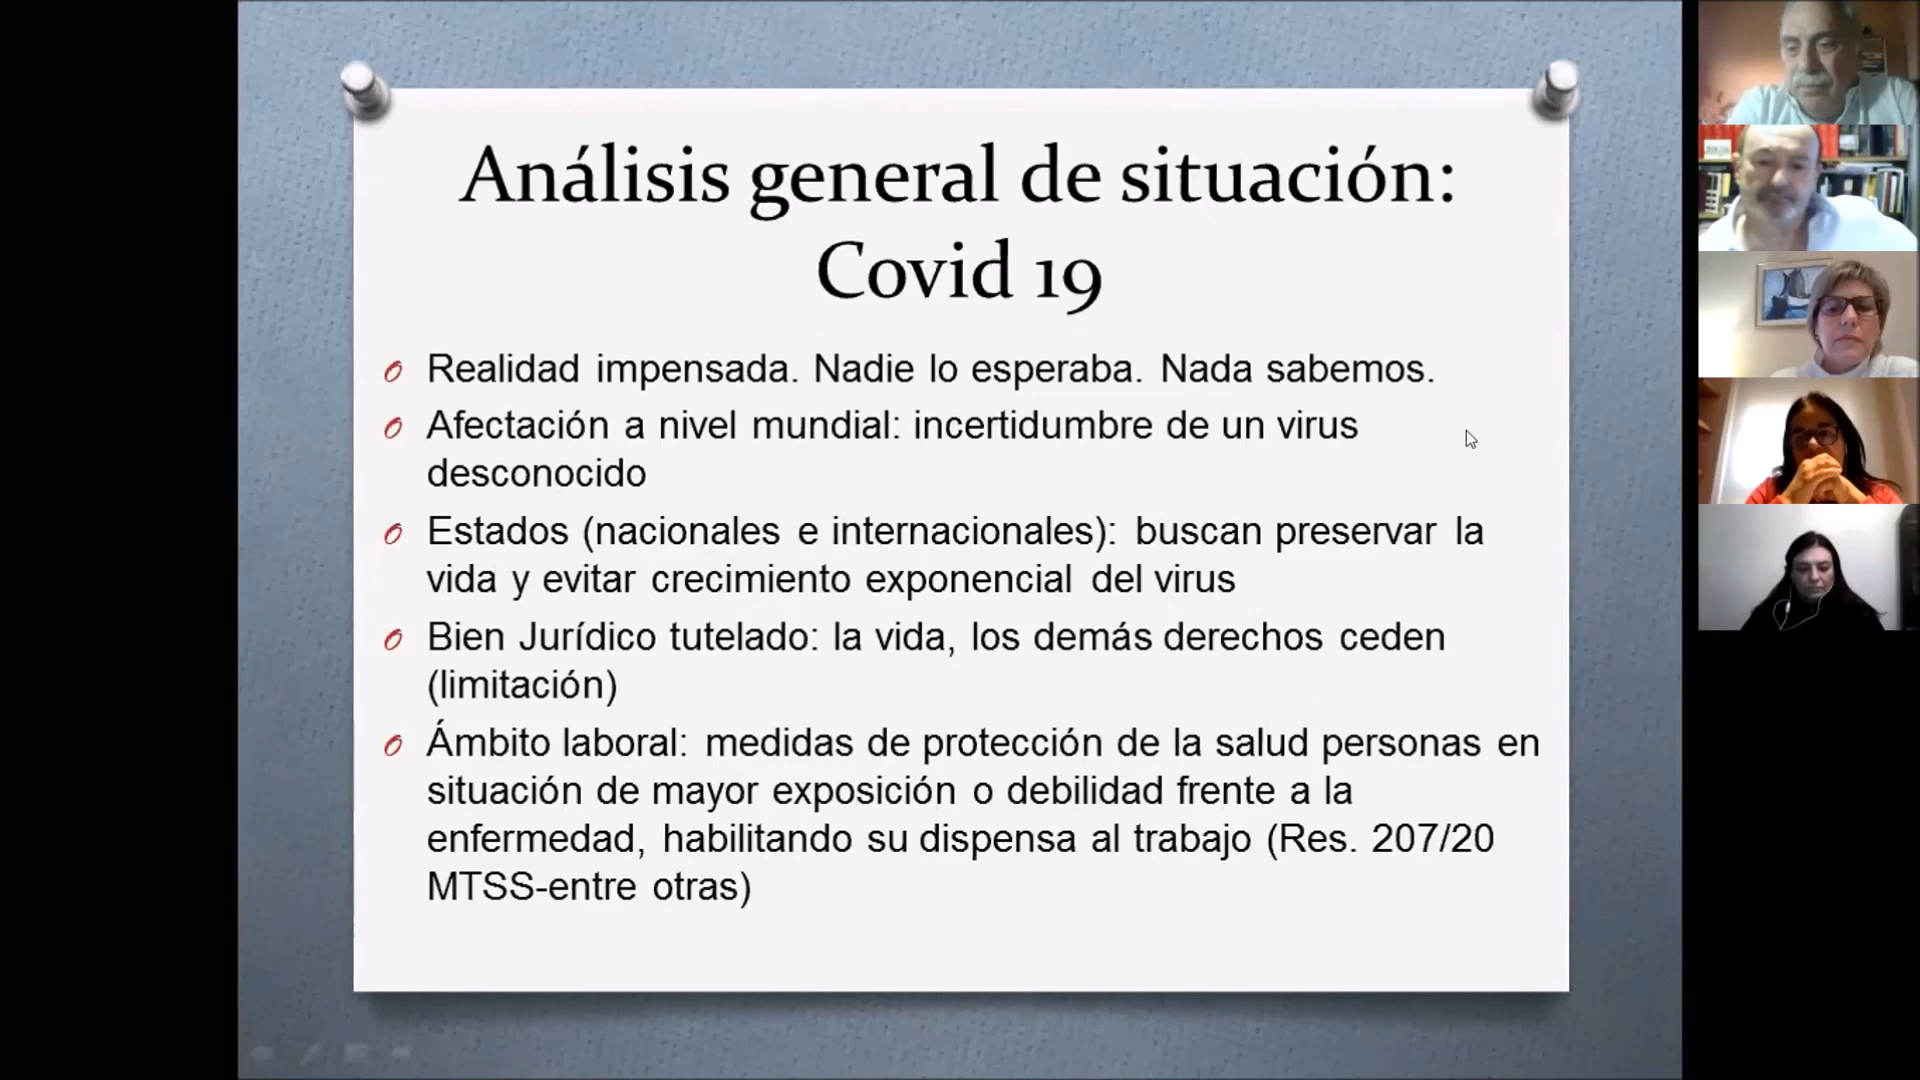 Análisis general de situación:
Covid 19
Realidad impensada. Nadie lo esperaba. Nada sabemos.
Afectación a nivel mundial: incertidumbre de un virus
desconocido
Estados (nacionales e internacionales): buscan preservar la
vida y evitar crecimiento exponencial del virus
Bien Jurídico tutelado: la vida, los demás derechos ceden
(limitación)
Ámbito laboral: medidas de protección de la salud personas en
situación de mayor exposición o debilidad frente a la
enfermedad, habilitando su dispensa al trabajo (Res. 207/20
MTSS-entre otras)